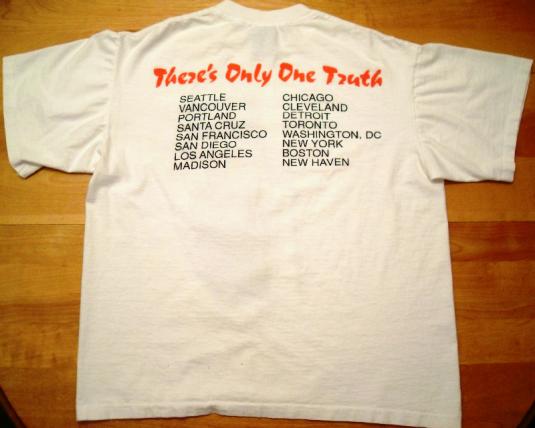 There's Only One Truth
SEATTLE
VANCOUVER
PORTLAND
SANTA CRUZ
SAN FRANCISCO
SAN DIEGO
LOS ANGELES
MADISON
CHICAGO
CLEVELAND
DETROIT
TORONTO
WASHINGTON, DC
NEW YORK
BOSTON
NEW HAVEN